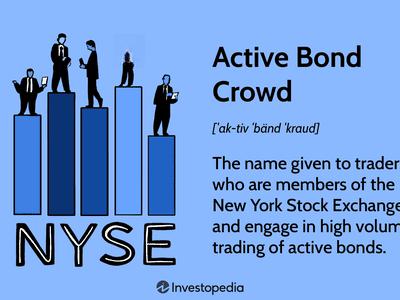 Active Bond
Crowd
['ak-tiv 'bänd 'kraud]
The name given to trader
who are members of the
New York Stock Exchange
and engage in high volum
trading of active bonds.
NYSE
Investopedia